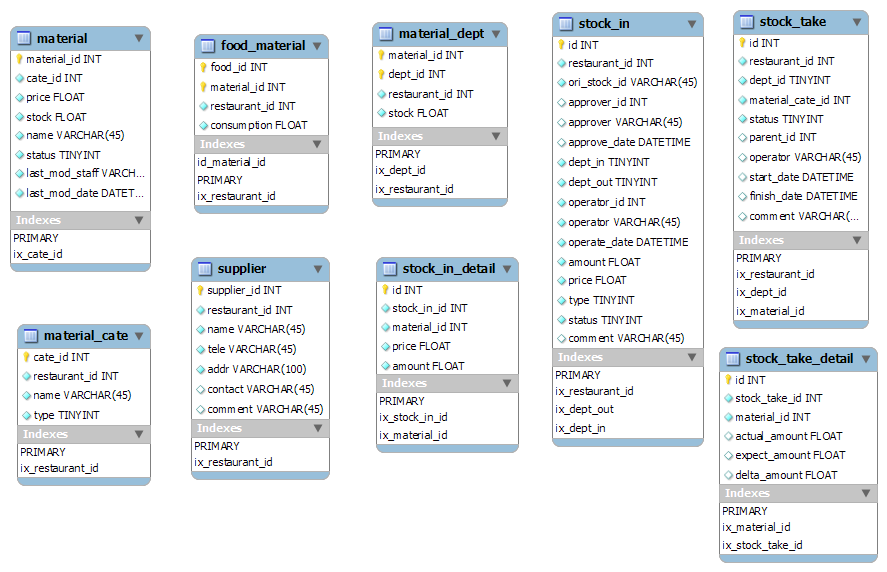 material
material_id INT
cate_id INT
price FLOAT
stock FLOAT
name VARCHAR(45)
status TINYINT
last_mod_staff VARCH...
last_mod_date DATET...
Indexes
PRIMARY
ix_cate_id
food_material
food_id INT
material_id INT
restaurant_id INT
consumption FLOAT
Indexes
id_material_id
PRIMARY
ix_restaurant_id
material_dept
material_id INT
dept_id INT
restaurant_id INT
stock FLOAT
Indexes
PRIMARY
ix_dept_id
ix_restaurant_id
stock_in
id INT
restaurant_id INT
ori_stock_id VARCHAR(45)
approver_id INT
approver VARCHAR(45)
approve_date DATETIME
dept_in TINYINT
dept_out TINYINT
operator_id INT
operator VARCHAR(45)
operate_date DATETIME
amount FLOAT
price FLOAT
type TINYINT
status TINYINT
comment VARCHAR(45)
Indexes
PRIMARY
ix_restaurant_id
ix_dept_out
ix_dept_in
stock_take
id INT
restaurant_id INT
dept_id TINYINT
material_cate_id INT
status TINYINT
parent_id INT
operator VARCHAR(45)
start_date DATETIME
finish_date DATETIME
comment VARCHAR(...
Indexes
PRIMARY
ix_restaurant_id
ix_dept_id
ix_material_id
material_cate
cate_id INT
restaurant_id INT
name VARCHAR(45)
type TINYINT
Indexes
PRIMARY
ix_restaurant_id
supplier
supplier_id INT
restaurant_id INT
name VARCHAR(45)
tele VARCHAR(45)
addr VARCHAR(100)
contact VARCHAR(45)
comment VARCHAR(45)
Indexes
PRIMARY
ix_restaurant_id
stock_in_detail
id INT
stock_in_id INT
material_id INT
price FLOAT
amount FLOAT
Indexes
PRIMARY
ix_stock_in_id
ix_material_id
stock_take_detail
id INT
stock_take_id INT
material_id INT
actual_amount FLOAT
expect_amount FLOAT
delta_amount FLOAT
Indexes
PRIMARY
ix_material_id
ix_stock_take_id